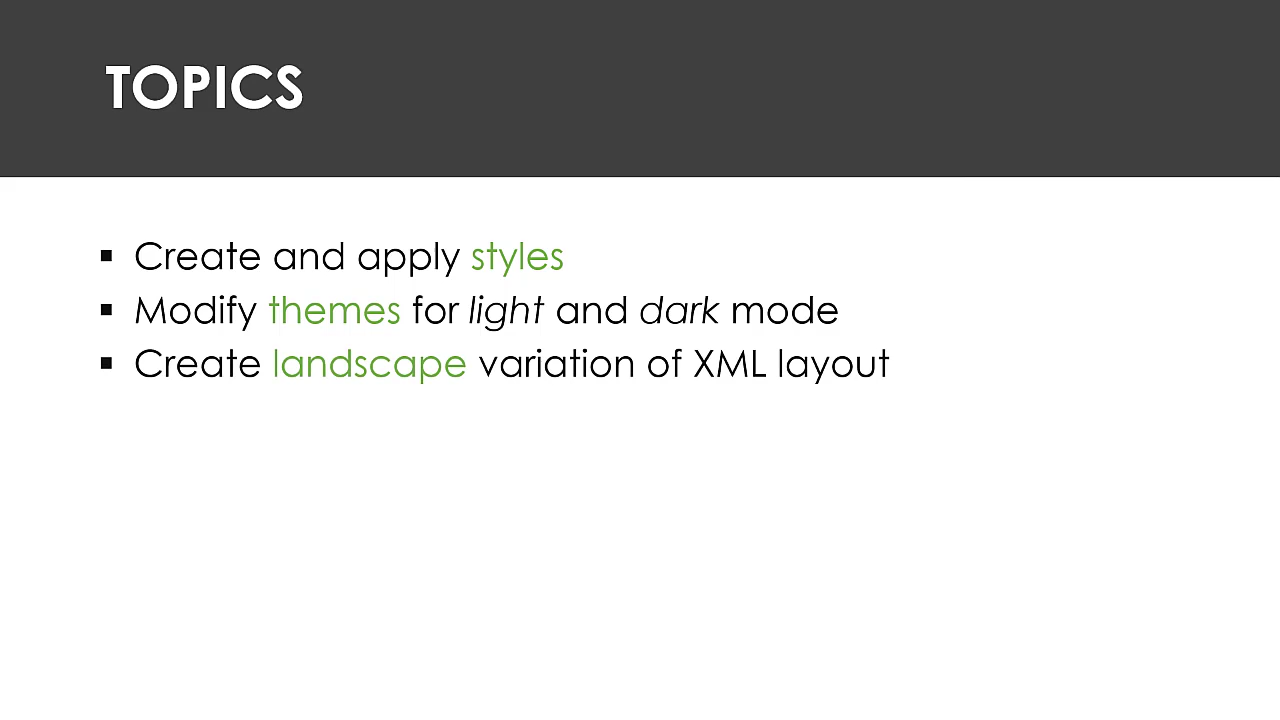 TOPICS
▪ Create and apply styles
▪ Modify themes for light and dark mode
▪ Create landscape variation of XML layout